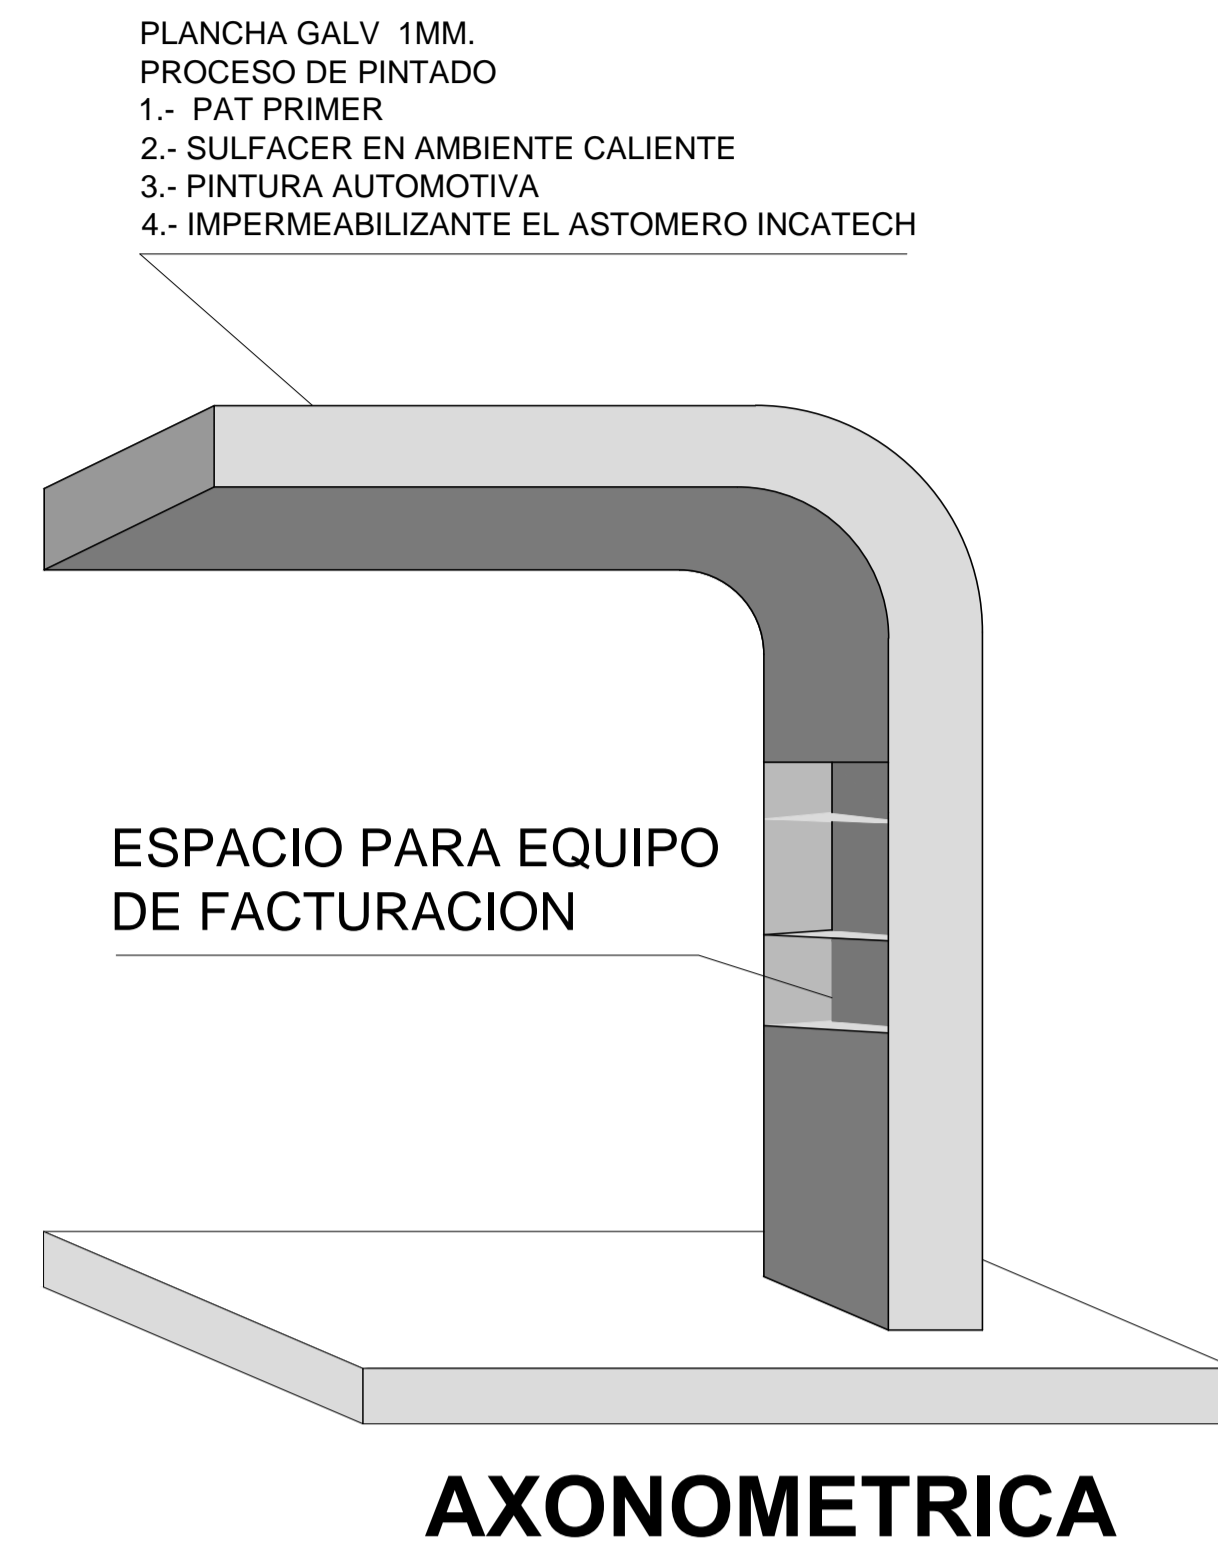 PLANCHA GALV 1MM.
PROCESO DE PINTADO
1.- PAT PRIMER
2.- SULFACER EN AMBIENTE CALIENTE
3.- PINTURA AUTOMOTIVA
4.- IMPERMEABILIZANTE EL ASTOMERO INCATECH
ESPACIO PARA EQUIPO
DE FACTURACION
AXONOMETRICA